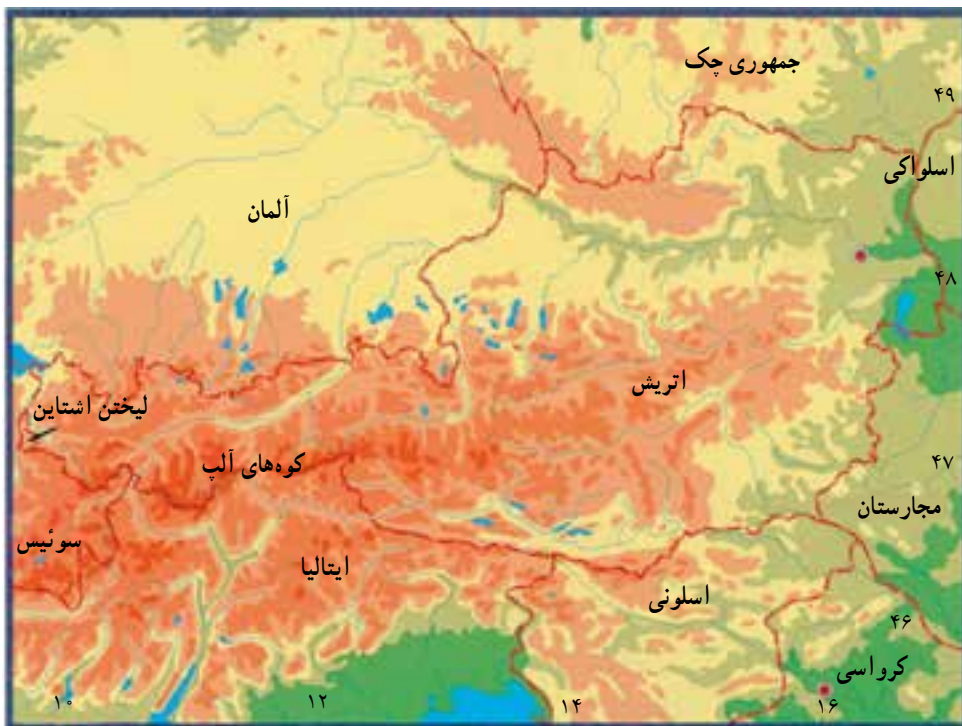 جمهوری چک
۴۹
اسلواکی
آلمان
۴۸
اتریش
لیختن اشتاین
کوه‌های آلپ
۴۷
مجارستان
سوئیس
ایتالیا
اسلونی
۴۶
کرواسی
۱۰
۱۲
۱۴
۱۶